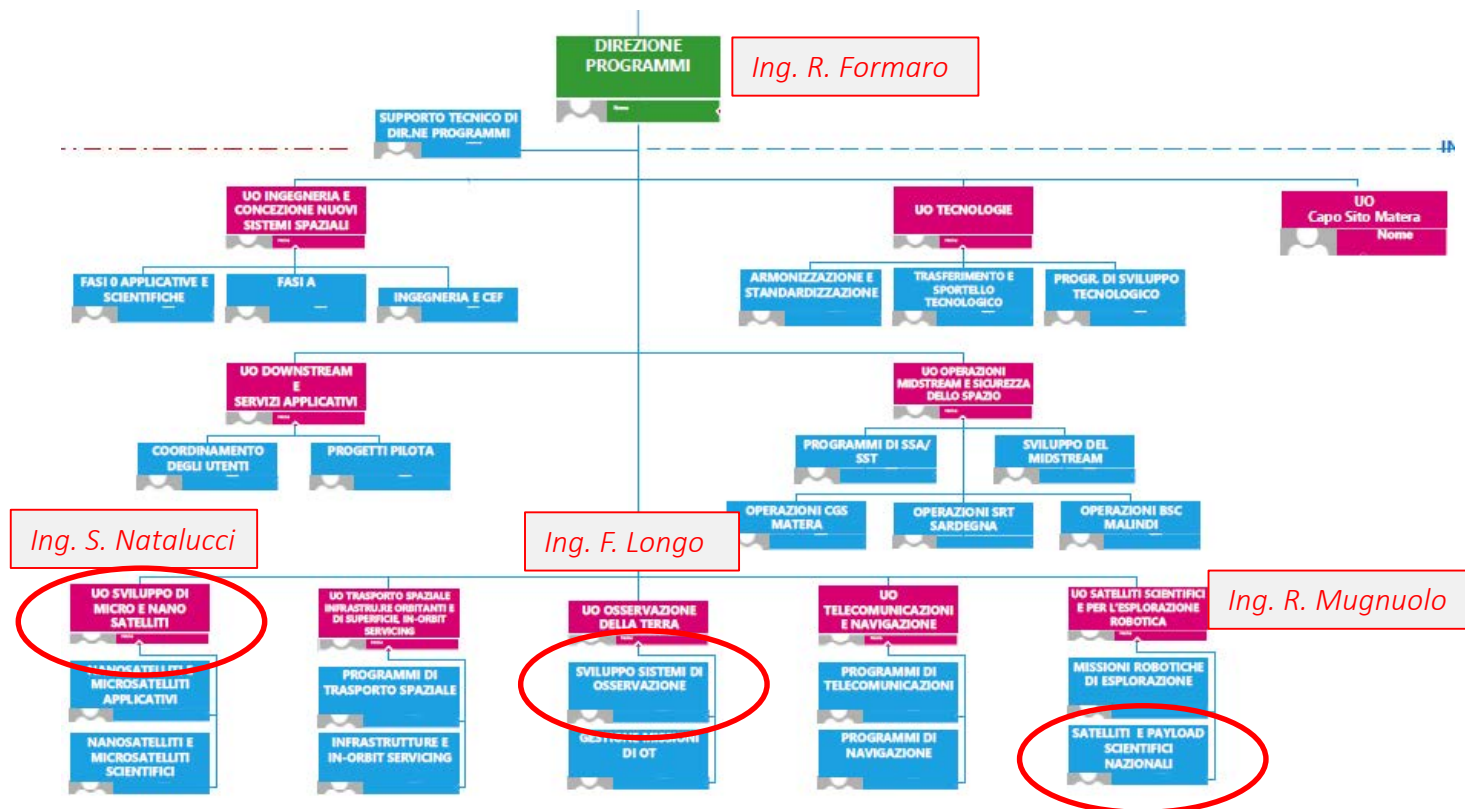 DIREZIONE
PROGRAMMI
Nome
Ing. R. Formaro
SUPPORTO TECNICO DI
DIR.NE PROGRAMMI
UO INGEGNERIA E
CONCEZIONE NUOVI
SISTEMI SPAZIALI
UO TECNOLOGIE
UO
Capo Sito Matera
Nome
FASI 0 APPLICATIVE E
SCIENTIFICHE
FASI A
INGEGNERIA E CEF
ARMONIZZAZIONE E
STANDARDIZZAZIONE
TRASFERIMENTO E
SPORTELLO
TECNOLOGICO
PROGR. DI SVILUPPO
TECNOLOGICO
UO DOWNSTREAM
E
SERVIZI APPLICATIVI
UO OPERAZIONI
MIDSTREAM E SICUREZZA
DELLO SPAZIO
COORDINAMENTO
DEGLI UTENTI
PROGETTI PILOTA
PROGRAMMI DI SSA/
SST
SVILUPPO DEL
MIDSTREAM
OPERAZIONI CGS
MATERA
OPERAZIONI SRT
SARDEGNA
OPERAZIONI BSC
MALINDI
Ing. S. Natalucci
Ing. F. Longo
Ing. R. Mugnuolo
UO SVILUPPO DI
MICRO E NANO
SATELLITI
UO TRASPORTO SPAZIALE
INFRASTRU.RE ORBITANTI E
DI SUPERFICIE, IN-ORBIT
SERVICING
UO OSSERVAZIONE
DELLA TERRA
UO
TELECOMUNICAZIONI
E NAVIGAZIONE
UO SATELLITI SCIENTIFICI
E PER L'ESPLORAZIONE
ROBOTICA
NANOSATELLITI E
MICROSATELLITI
APPLICATIVI
PROGRAMMI DI
TRASPORTO SPAZIALE
SVILUPPO SISTEMI DI
OSSERVAZIONE
PROGRAMMI DI
TELECOMUNICAZIONI
MISSIONI ROBOTICHE
DI ESPLORAZIONE
NANOSATELLITI E
MICROSATELLITI
SCIENTIFICI
INFRASTRUTTURE E
IN-ORBIT SERVICING
GESTIONE MISSIONI
DI OT
PROGRAMMI DI
NAVIGAZIONE
SATELLITI E PAYLOAD
SCIENTIFICI
NAZIONALI